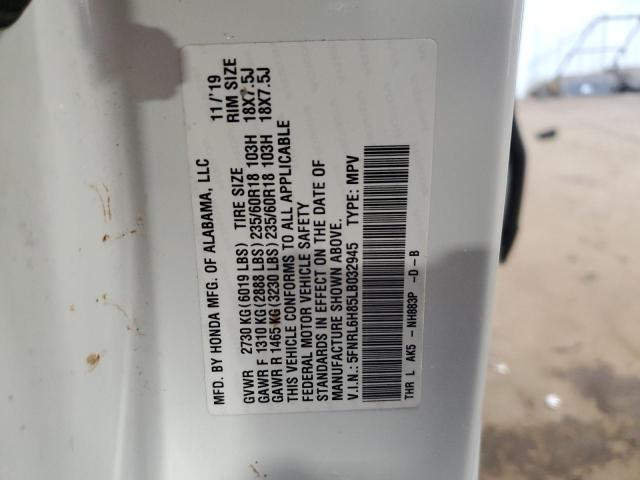 MFD. BY HONDA MFG. OF ALABAMA, LLC 11/'19
GVWR 2730 KG(6019 LBS) TIRE SIZE RIM SIZE
GAWR F 1310 KG(2888 LBS) 235/60R18 103H 18X7.5J
GAWR R 1465 KG(3230 LBS) 235/60R18 103H 18X7.5J
THIS VEHICLE CONFORMS TO ALL APPLICABLE
FEDERAL MOTOR VEHICLE SAFETY
STANDARDS IN EFFECT ON THE DATE OF
MANUFACTURE SHOWN ABOVE.
V.I.N.:5FNRL6H85LB032945 TYPE: MPV
THR L AK5 - NH883P -D-B